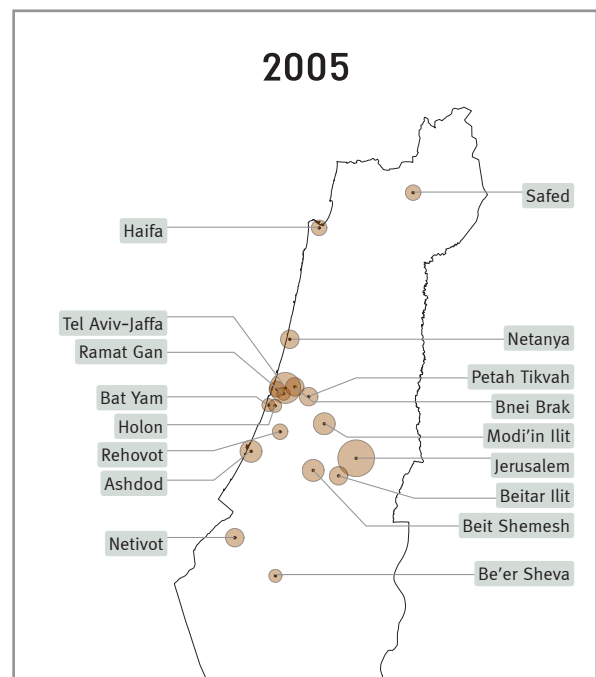 2005
Safed
Haifa
Tel Aviv–Jaffa
Netanya
Ramat Gan
Petah Tikvah
Bat Yam
Bnei Brak
Holon
Modi’in Ilit
Rehovot
Jerusalem
Ashdod
Beitar Ilit
Beit Shemesh
Netivot
Be’er Sheva